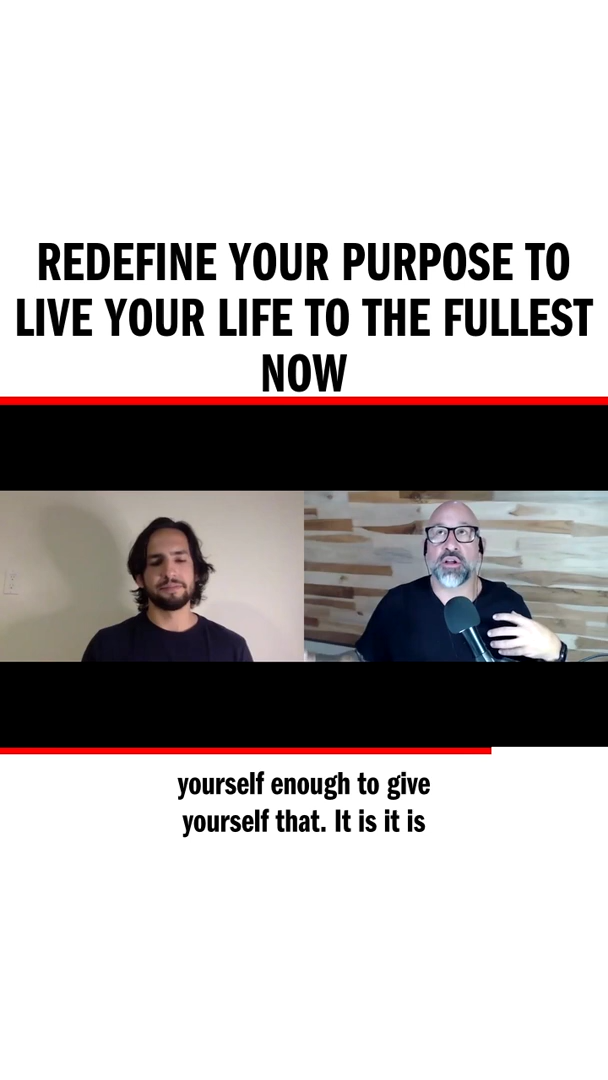 REDEFINE YOUR PURPOSE TO
LIVE YOUR LIFE TO THE FULLEST
NOW
yourself enough to give
yourself that. It is it is